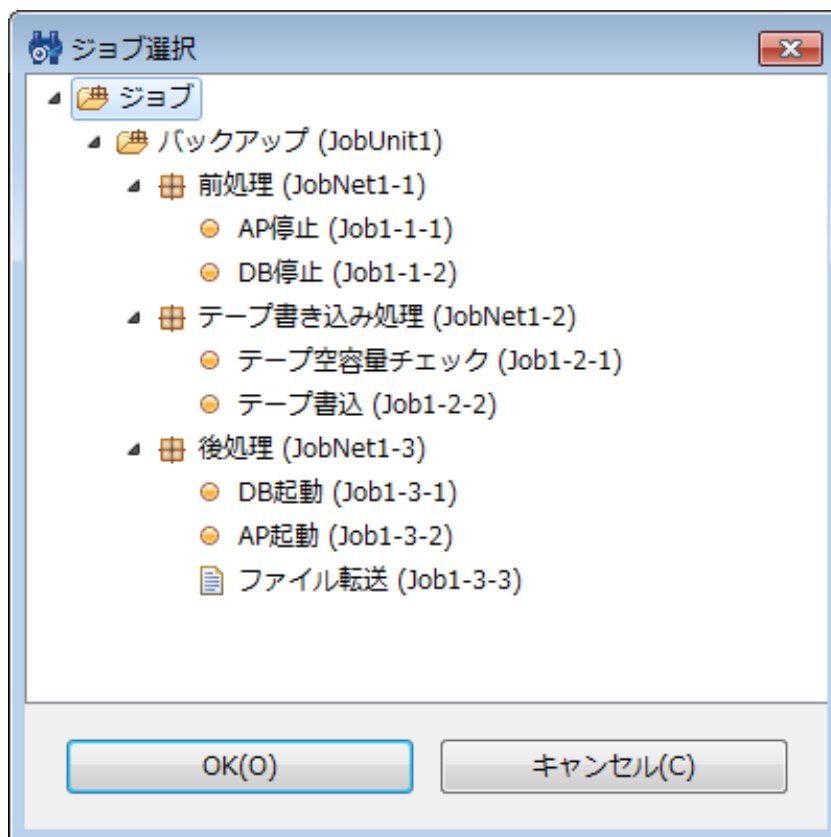 ジョブ選択
ジョブ
バックアップ (JobUnit1)
前処理 (JobNet1-1)
AP停止 (Job1-1-1)
DB停止 (Job1-1-2)
テープ書き込み処理 (JobNet1-2)
テープ空容量チェック (Job1-2-1)
テープ書込 (Job1-2-2)
後処理 (JobNet1-3)
DB起動 (Job1-3-1)
AP起動 (Job1-3-2)
ファイル転送 (Job1-3-3)
OK(O) キャンセル(C)